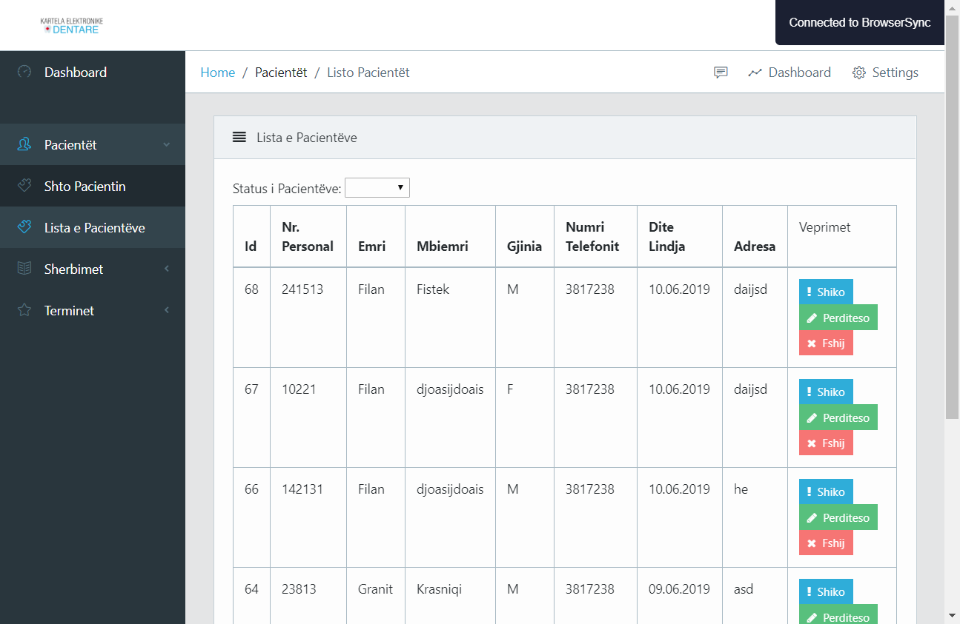 KARTELA ELEKTRONIKE
DENTARE
Connected to BrowserSync
Dashboard
Pacientët
Shto Pacientin
Lista e Pacientëve
Sherbimet
Terminet
Home / Pacientët / Listo Pacientët
Dashboard
Settings
Lista e Pacientëve
Status i Pacientëve:
Id Nr. Personal Emri Mbiemri Gjinia Numri Telefonit Dite Lindja Adresa Veprimet
68 241513 Filan Fistek M 3817238 10.06.2019 daijsd
Shiko
Perditeso
Fshij
67 10221 Filan djoasijdoais F 3817238 10.06.2019 daijsd
Shiko
Perditeso
Fshij
66 142131 Filan djoasijdoais M 3817238 10.06.2019 he
Shiko
Perditeso
Fshij
64 23813 Granit Krasniqi M 3817238 09.06.2019 asd
Shiko
Perditeso